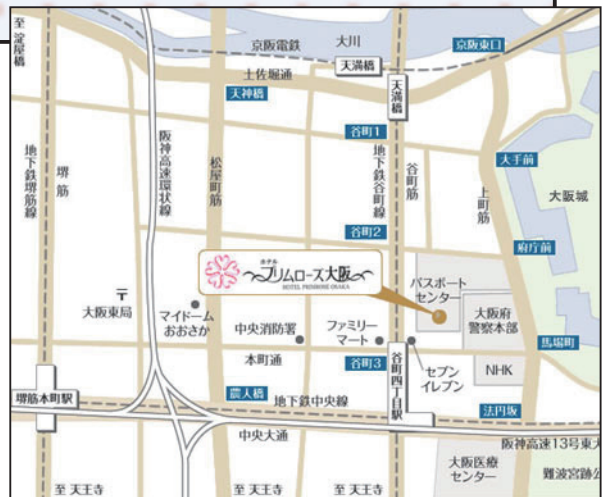 至 淀屋橋
京阪電鉄
大川
京阪東口
天満橋
土佐堀通
天神橋
天満橋
谷町1
大手前
地下鉄堺筋線
堺筋
阪神高速環状線
松屋町筋
地下鉄谷町線
谷町筋
上町筋
大阪城
谷町2
府庁前
ホテル
プリムローズ大阪
HOTEL PRIMROSE OSAKA
パスポート
センター
〒
大阪東局
マイドーム
おおさか
中央消防署
ファミリー
マート
大阪府
警察本部
馬場町
本町通
谷町3
谷町四丁目駅
セブン
イレブン
NHK
堺筋本町駅
農人橋
地下鉄中央線
法円坂
中央大通
阪神高速13号東大
大阪医療
センター
難波宮跡公
至 天王寺
至 天王寺
至 天王寺